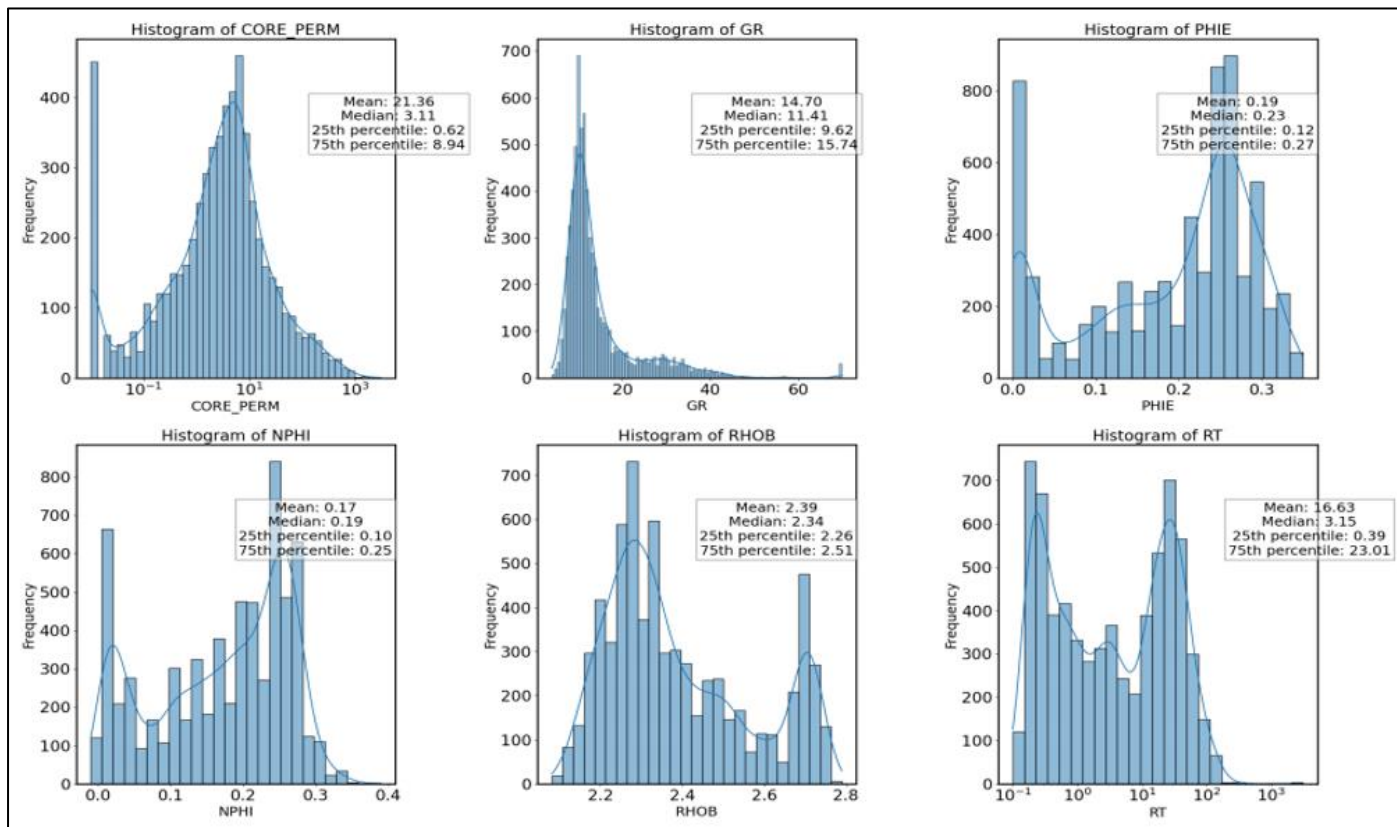 Histogram of CORE_PERM
Mean: 21.36
Median: 3.11
25th percentile: 0.62
75th percentile: 8.94
Frequency
400
300
200
100
0
10⁻¹
10¹
10³
CORE_PERM
Histogram of GR
Mean: 14.70
Median: 11.41
25th percentile: 9.62
75th percentile: 15.74
Frequency
700
600
500
400
300
200
100
0
20
40
60
GR
Histogram of PHIE
Mean: 0.19
Median: 0.23
25th percentile: 0.12
75th percentile: 0.27
Frequency
800
600
400
200
0
0.0
0.1
0.2
0.3
PHIE
Histogram of NPHI
Mean: 0.17
Median: 0.19
25th percentile: 0.10
75th percentile: 0.25
Frequency
800
700
600
500
400
300
200
100
0
0.0
0.1
0.2
0.3
0.4
NPHI
Histogram of RHOB
Mean: 2.39
Median: 2.34
25th percentile: 2.26
75th percentile: 2.51
Frequency
700
600
500
400
300
200
100
0
2.2
2.4
2.6
2.8
RHOB
Histogram of RT
Mean: 16.63
Median: 3.15
25th percentile: 0.39
75th percentile: 23.01
Frequency
700
600
500
400
300
200
100
0
10⁻¹
10⁰
10¹
10²
10³
RT